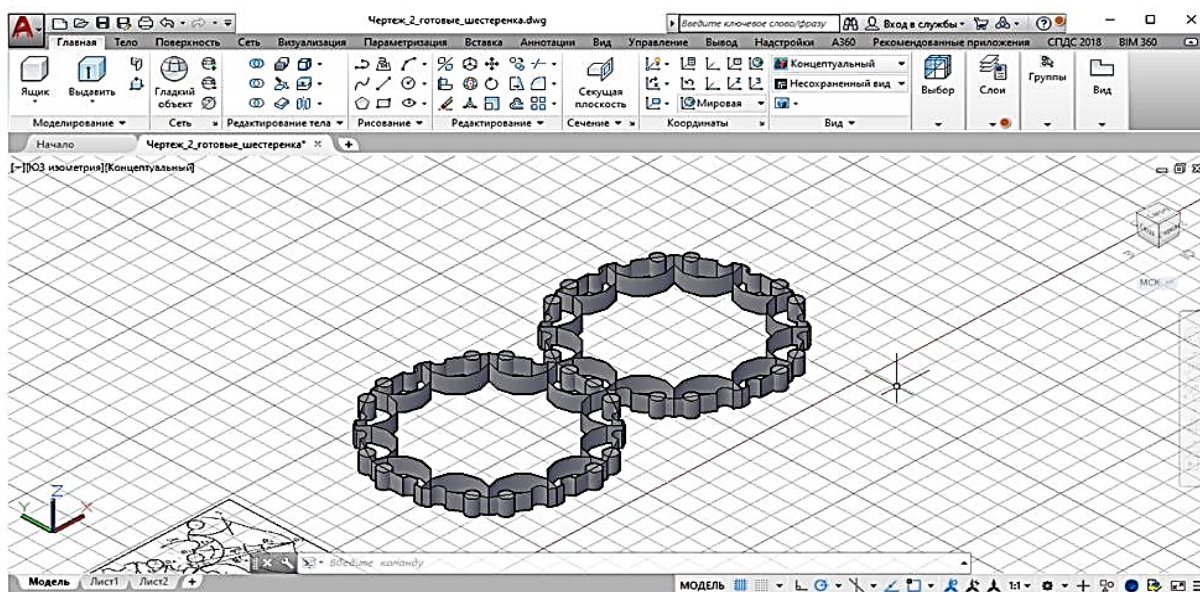 Чертеж_2_готовые_шестеренка.dwg
Введите ключевое слово/фразу
Вход в службы
Главная Тело Поверхность Сеть Визуализация Параметризация Вставка Аннотации Вид Управление Вывод Надстройки A360 Рекомендованные приложения СПДС 2018 BIM 360
Концептуальный
Несохраненный вид
Мировая
Ящик Выдавить Гладкий объект Секущая плоскость Выбор Слои Группы Вид
Моделирование Сеть Редактирование тела Рисование Редактирование Сечение Координаты Вид
Начало Чертеж_2_готовые_шестеренка*
[−][ЮЗ изометрия][Концептуальный]
МСК
Z
Y X
Введите команду
Модель Лист1 Лист2 +
МОДЕЛЬ 1:1